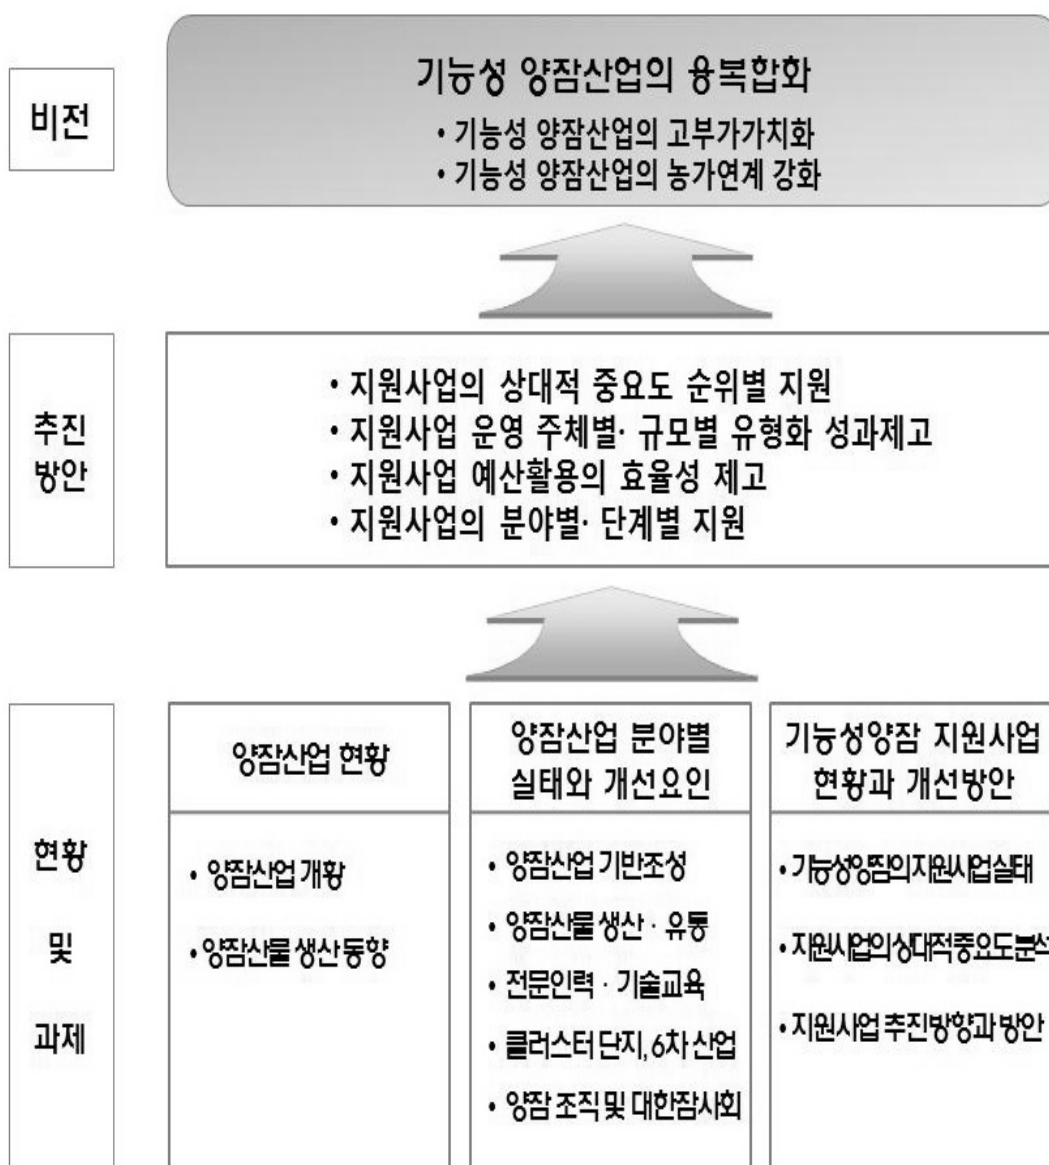 비전
기능성 양잠산업의 융복합화
• 기능성 양잠산업의 고부가가치화
• 기능성 양잠산업의 농가연계 강화
추진
방안
• 지원사업의 상대적 중요도 순위별 지원
• 지원사업 운영 주체별· 규모별 유형화 성과제고
• 지원사업 예산활용의 효율성 제고
• 지원사업의 분야별· 단계별 지원
현황
및
과제
양잠산업 현황
• 양잠산업 개황
• 양잠산물 생산 동향
양잠산업 분야별
실태와 개선요인
• 양잠산업 기반조성
• 양잠산물 생산 · 유통
• 전문인력 · 기술교육
• 클러스터 단지, 6차 산업
• 양잠 조직 및 대한잠사회
기능성양잠 지원사업
현황과 개선방안
• 기능성양잠의 지원사업 실태
• 지원사업의 상대적 중요도 분석
• 지원사업 추진 방향과 방안